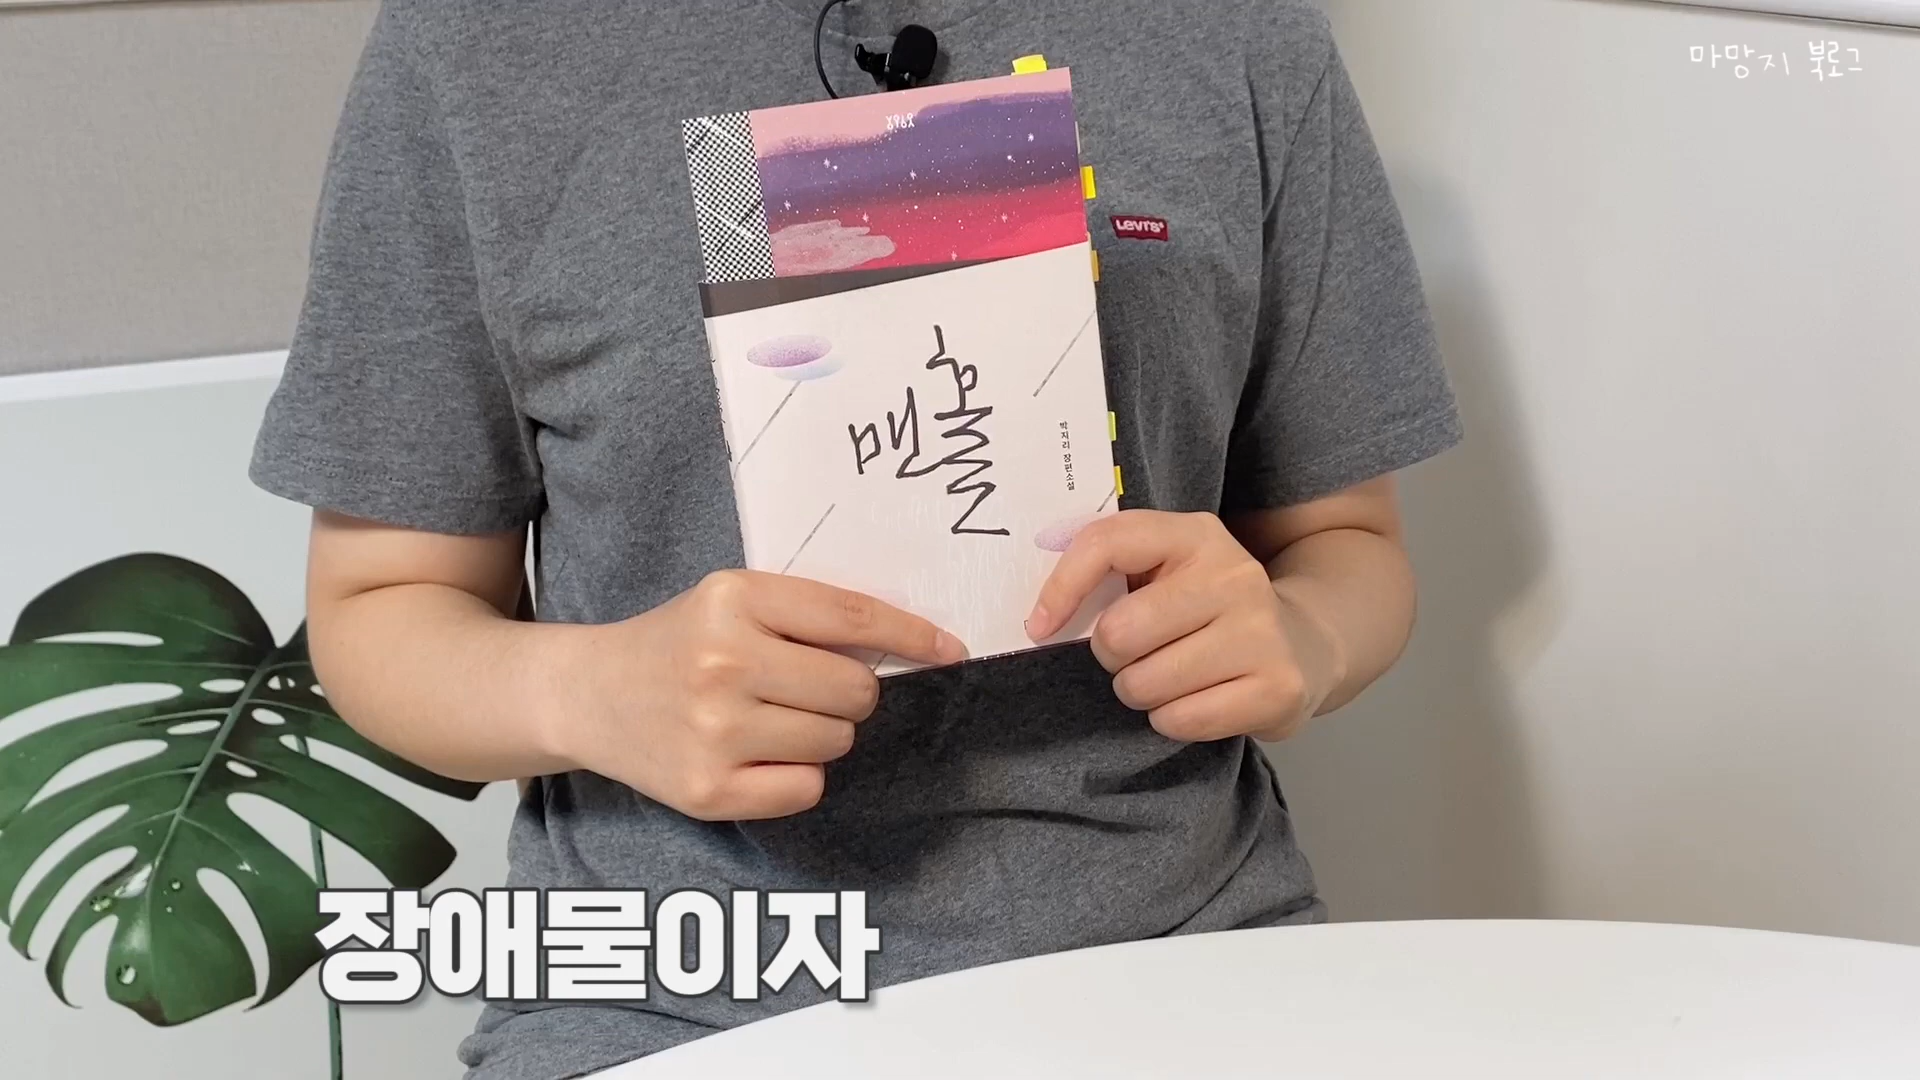 마망지 북로그
LEVI'S
맨홀
박지리 장편소설
장애물이자